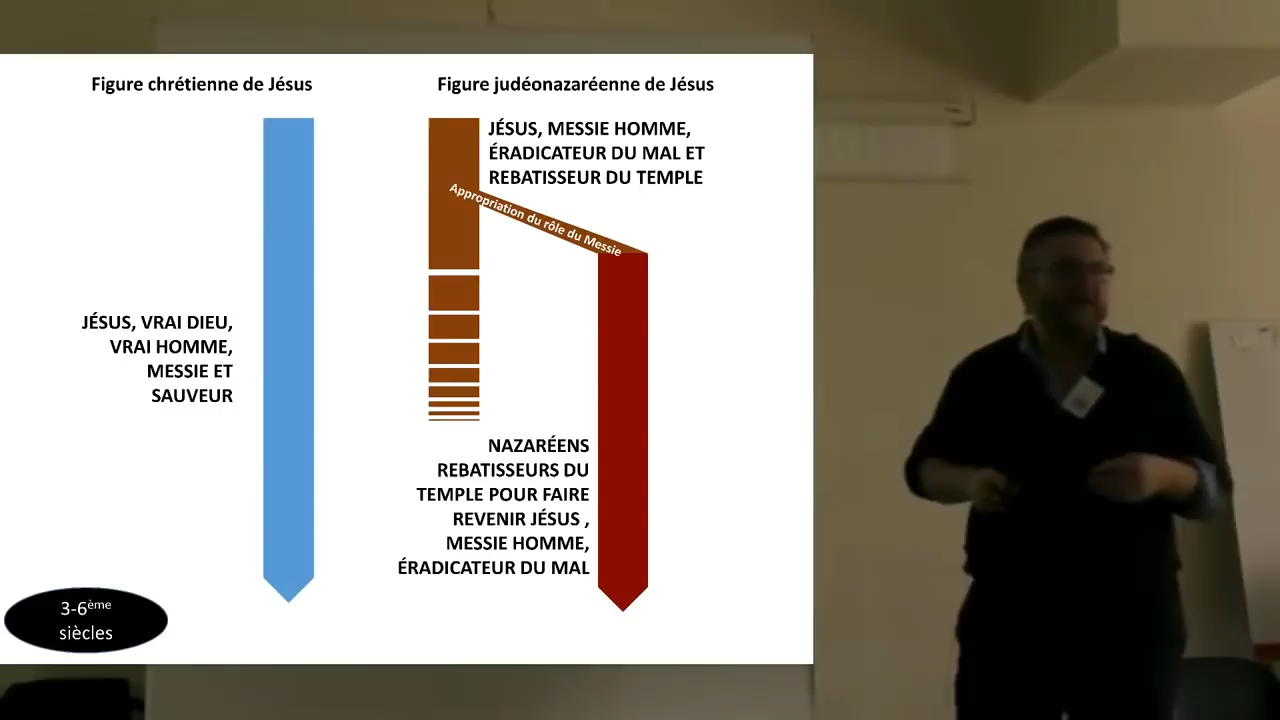 Figure chrétienne de Jésus
Figure judéonazaréenne de Jésus
JÉSUS, MESSIE HOMME,
ÉRADICATEUR DU MAL ET
REBATISSEUR DU TEMPLE
Appropriation du rôle du Messie
JÉSUS, VRAI DIEU,
VRAI HOMME,
MESSIE ET
SAUVEUR
NAZARÉENS
REBATISSEURS DU
TEMPLE POUR FAIRE
REVENIR JÉSUS ,
MESSIE HOMME,
ÉRADICATEUR DU MAL
3-6ème
siècles